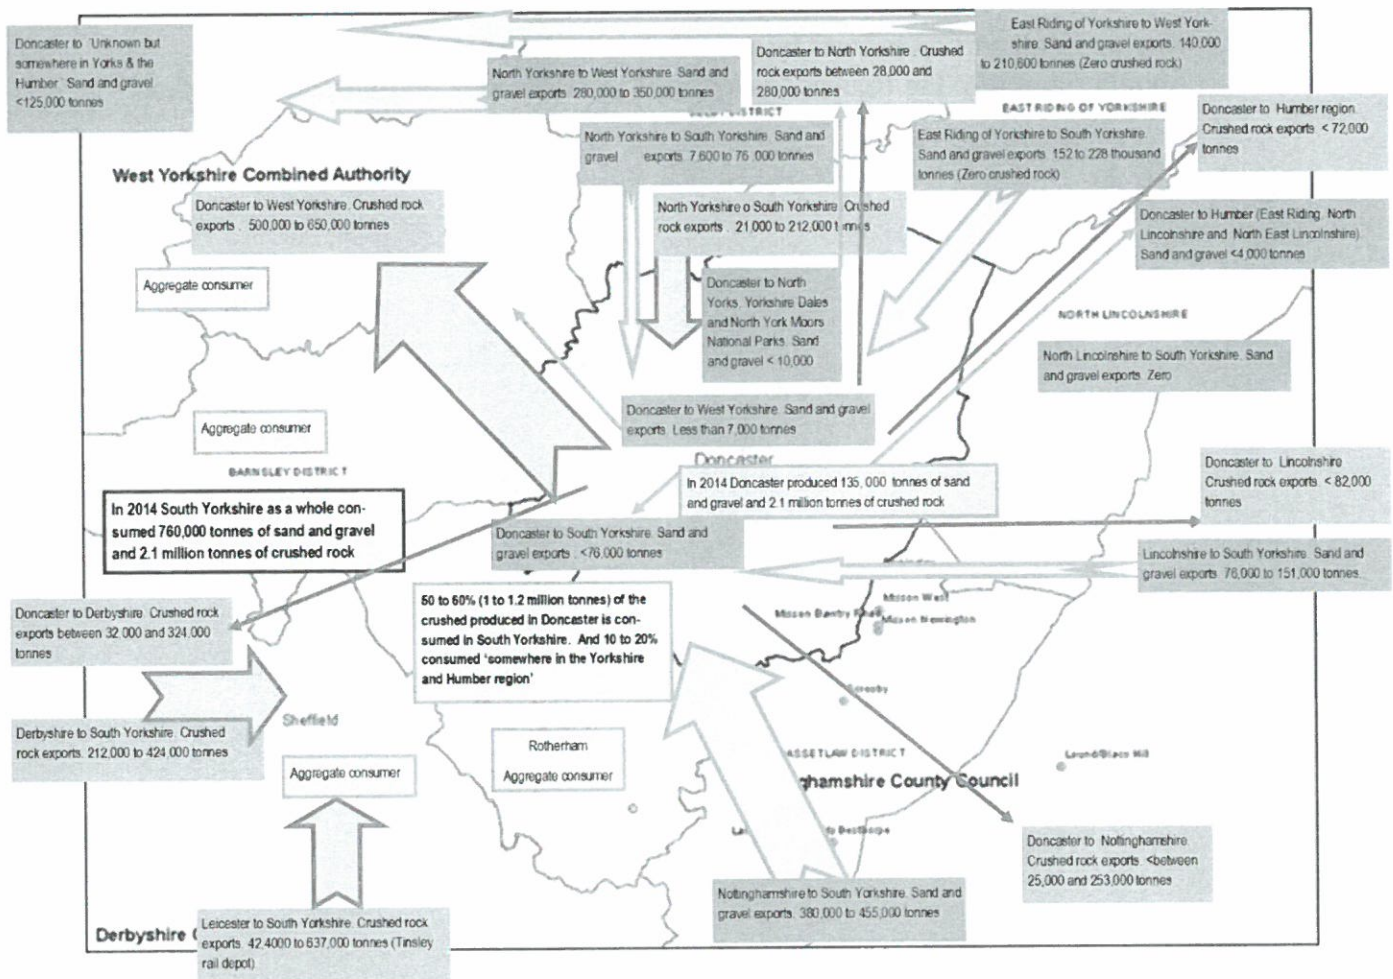 Doncaster to 'Unknown but
somewhere in Yorks & the
Humber' Sand and gravel
<125,000 tonnes
North Yorkshire to West Yorkshire. Sand and
gravel exports. 280,000 to 350,000 tonnes
Doncaster to North Yorkshire. Crushed
rock exports between 28,000 and
280,000 tonnes
East Riding of Yorkshire to West York-
shire. Sand and gravel exports. 140,000
to 210,600 tonnes (Zero crushed rock)
DISTRICT
EAST RIDING OF YORKSHIRE
North Yorkshire to South Yorkshire. Sand and
gravel exports. 7,600 to 76,000 tonnes
East Riding of Yorkshire to South Yorkshire.
Sand and gravel exports. 152 to 228 thousand
tonnes (Zero crushed rock)
Doncaster to Humber region.
Crushed rock exports. < 72,000
tonnes
West Yorkshire Combined Authority
Doncaster to West Yorkshire. Crushed rock
exports. 500,000 to 650,000 tonnes
North Yorkshire o South Yorkshire. Crushed
rock exports. 21,000 to 212,000 tonnes
Doncaster to Humber (East Riding, North
Lincolnshire and North East Lincolnshire).
Sand and gravel <4,000 tonnes
Aggregate consumer
Doncaster to North
Yorks, Yorkshire Dales
and North York Moors
National Parks. Sand
and gravel < 10,000
NORTH LINCOLNSHIRE
North Lincolnshire to South Yorkshire. Sand
and gravel exports. Zero
Doncaster to West Yorkshire. Sand and gravel
exports. Less than 7,000 tonnes
Aggregate consumer
BARNSLEY DISTRICT
Doncaster
In 2014 Doncaster produced 135,000 tonnes of sand
and gravel and 2.1 million tonnes of crushed rock
Doncaster to Lincolnshire
Crushed rock exports. < 82,000
tonnes
In 2014 South Yorkshire as a whole con-
sumed 760,000 tonnes of sand and gravel
and 2.1 million tonnes of crushed rock
Doncaster to South Yorkshire. Sand and
gravel exports. <76,000 tonnes
Lincolnshire to South Yorkshire. Sand and
gravel exports. 76,000 to 151,000 tonnes.
50 to 60% (1 to 1.2 million tonnes) of the
crushed produced in Doncaster is con-
sumed in South Yorkshire. And 10 to 20%
consumed 'somewhere in the Yorkshire
and Humber region'
Misson West
Misson Bawtry Road
Misson Newington
Doncaster to Derbyshire. Crushed rock
exports between 32,000 and 324,000
tonnes
Derbyshire to South Yorkshire. Crushed
rock exports. 212,000 to 424,000 tonnes
Sheffield
Aggregate consumer
Rotherham
Aggregate consumer
ASSETLAW DISTRICT
ghamshire County Council
Doncaster to Nottinghamshire.
Crushed rock exports. <between
25,000 and 253,000 tonnes
Nottinghamshire to South Yorkshire. Sand and
gravel exports. 380,000 to 455,000 tonnes
Derbyshire C
Leicester to South Yorkshire. Crushed rock
exports. 42,4000 to 637,000 tonnes (Tinsley
rail depot)